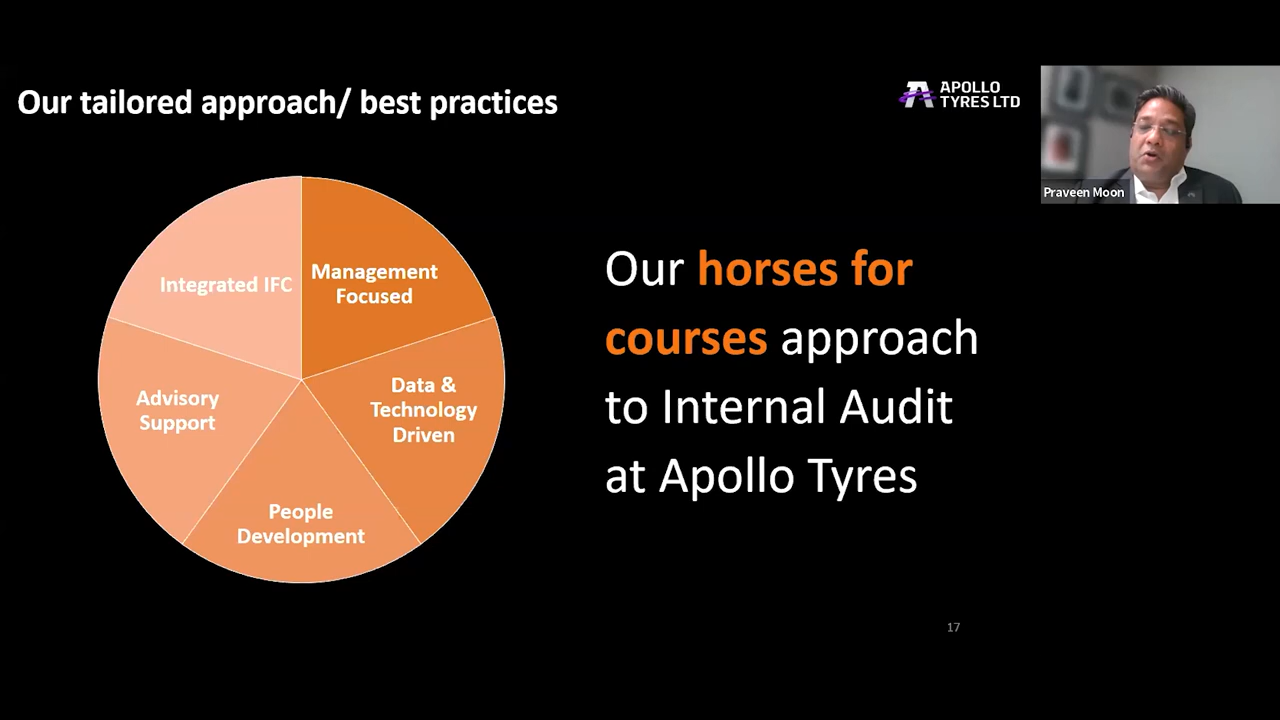 Our tailored approach/ best practices
APOLLO
TYRES LTD
Praveen Moon
Integrated IFC
Management
Focused
Data &
Technology
Driven
People
Development
Advisory
Support
Our horses for
courses approach
to Internal Audit
at Apollo Tyres
17